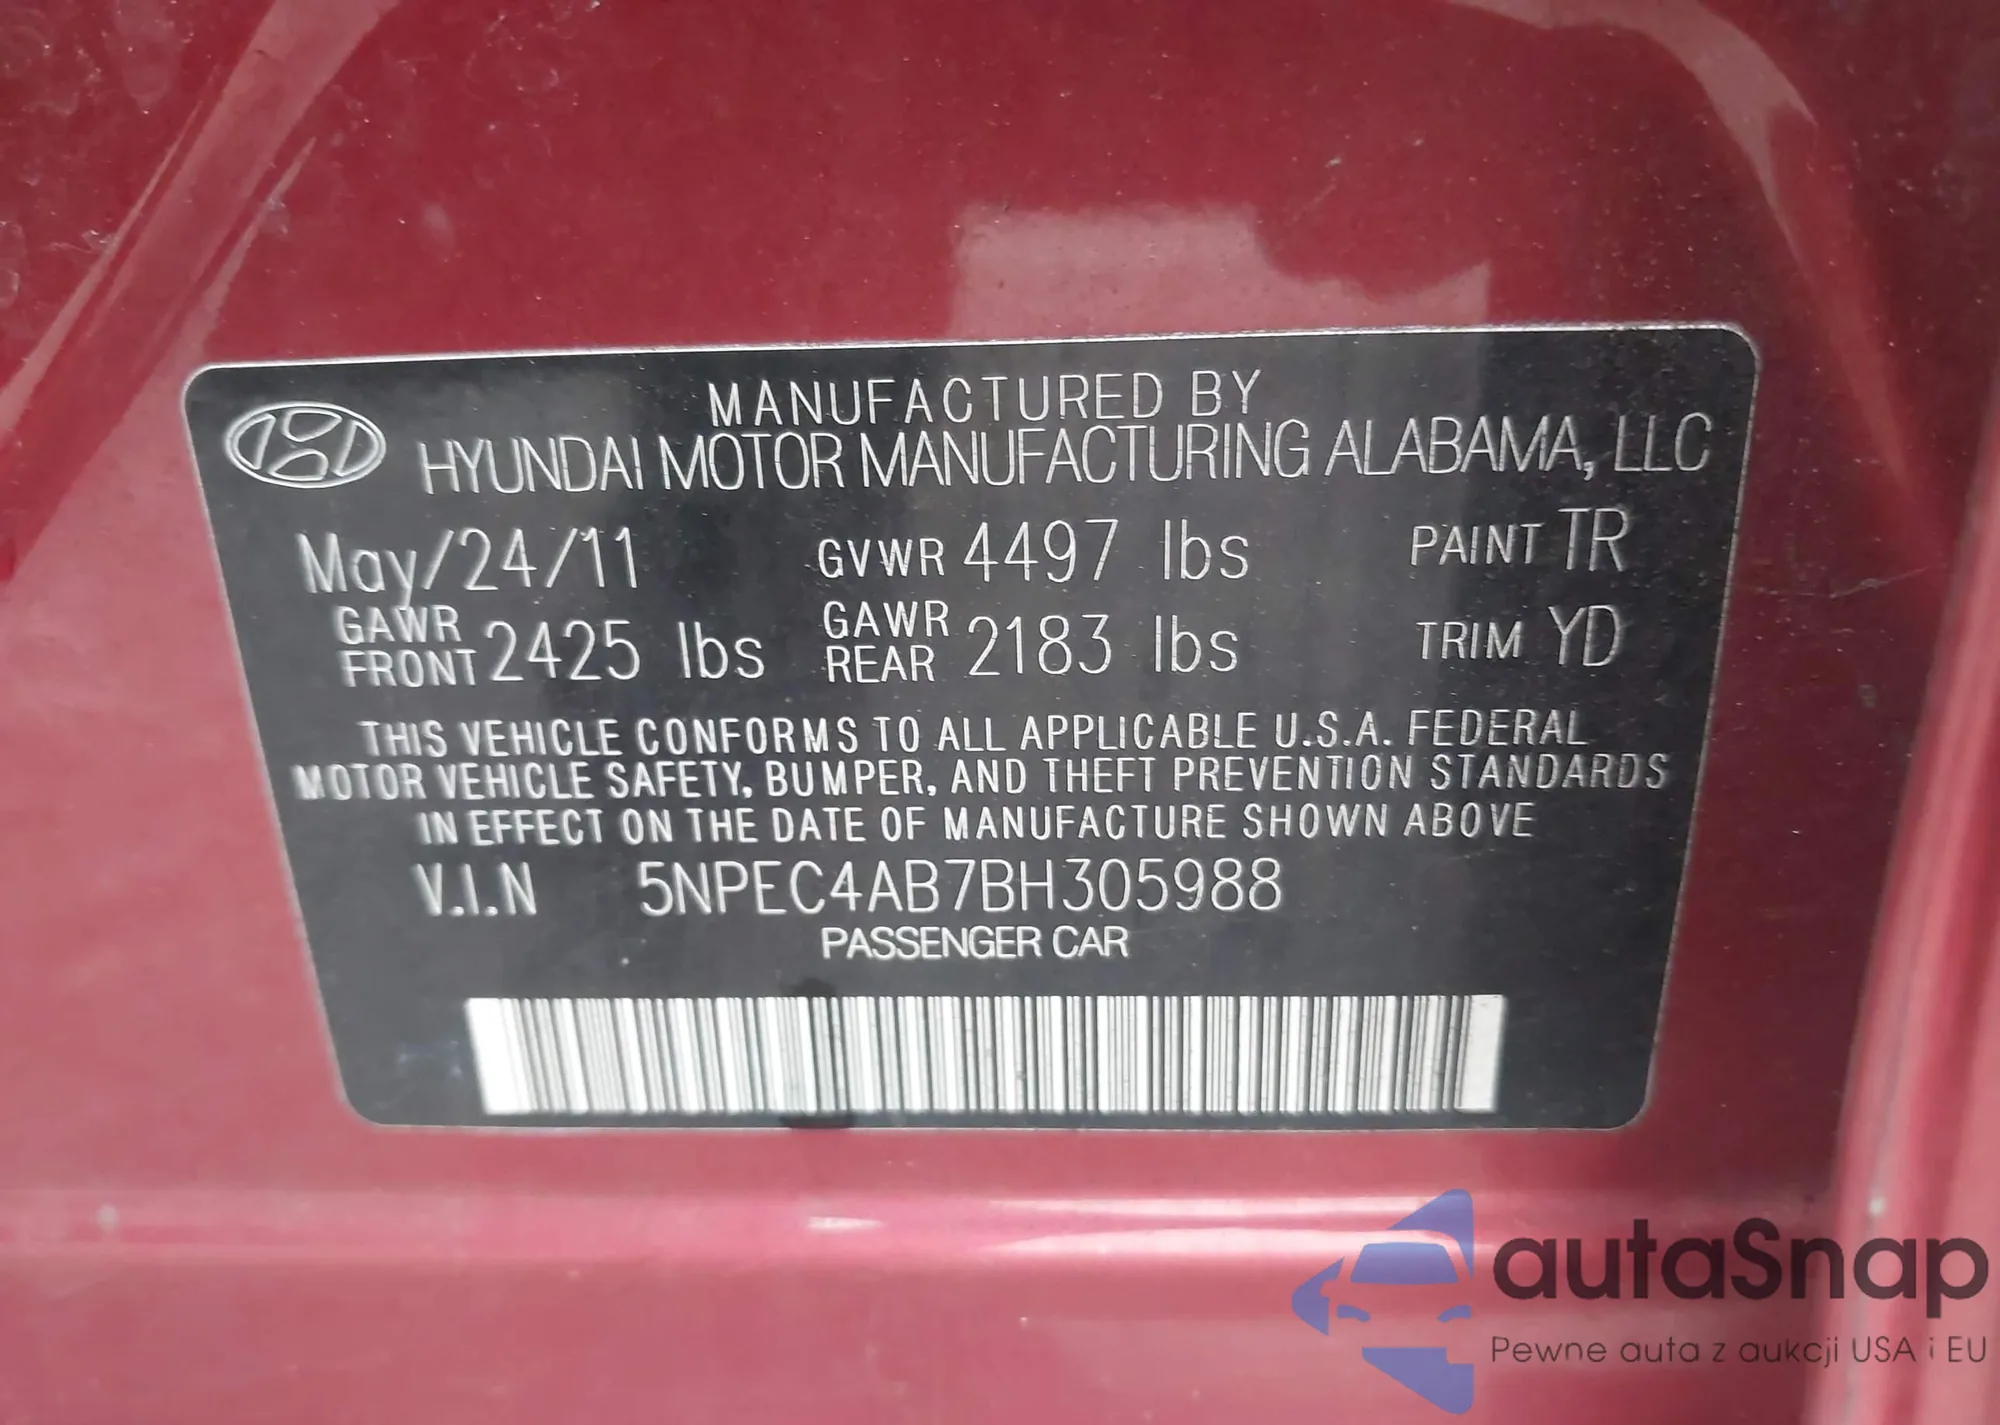 MANUFACTURED BY
HYUNDAI MOTOR MANUFACTURING ALABAMA, LLC
May/24/11 GVWR 4497 lbs PAINT TR
GAWR FRONT 2425 lbs GAWR REAR 2183 lbs TRIM YD
THIS VEHICLE CONFORMS TO ALL APPLICABLE U.S.A. FEDERAL
MOTOR VEHICLE SAFETY, BUMPER, AND THEFT PREVENTION STANDARDS
IN EFFECT ON THE DATE OF MANUFACTURE SHOWN ABOVE
V.I.N 5NPEC4AB7BH305988
PASSENGER CAR
autaSnap
Pewne auta z aukcji USA i EU